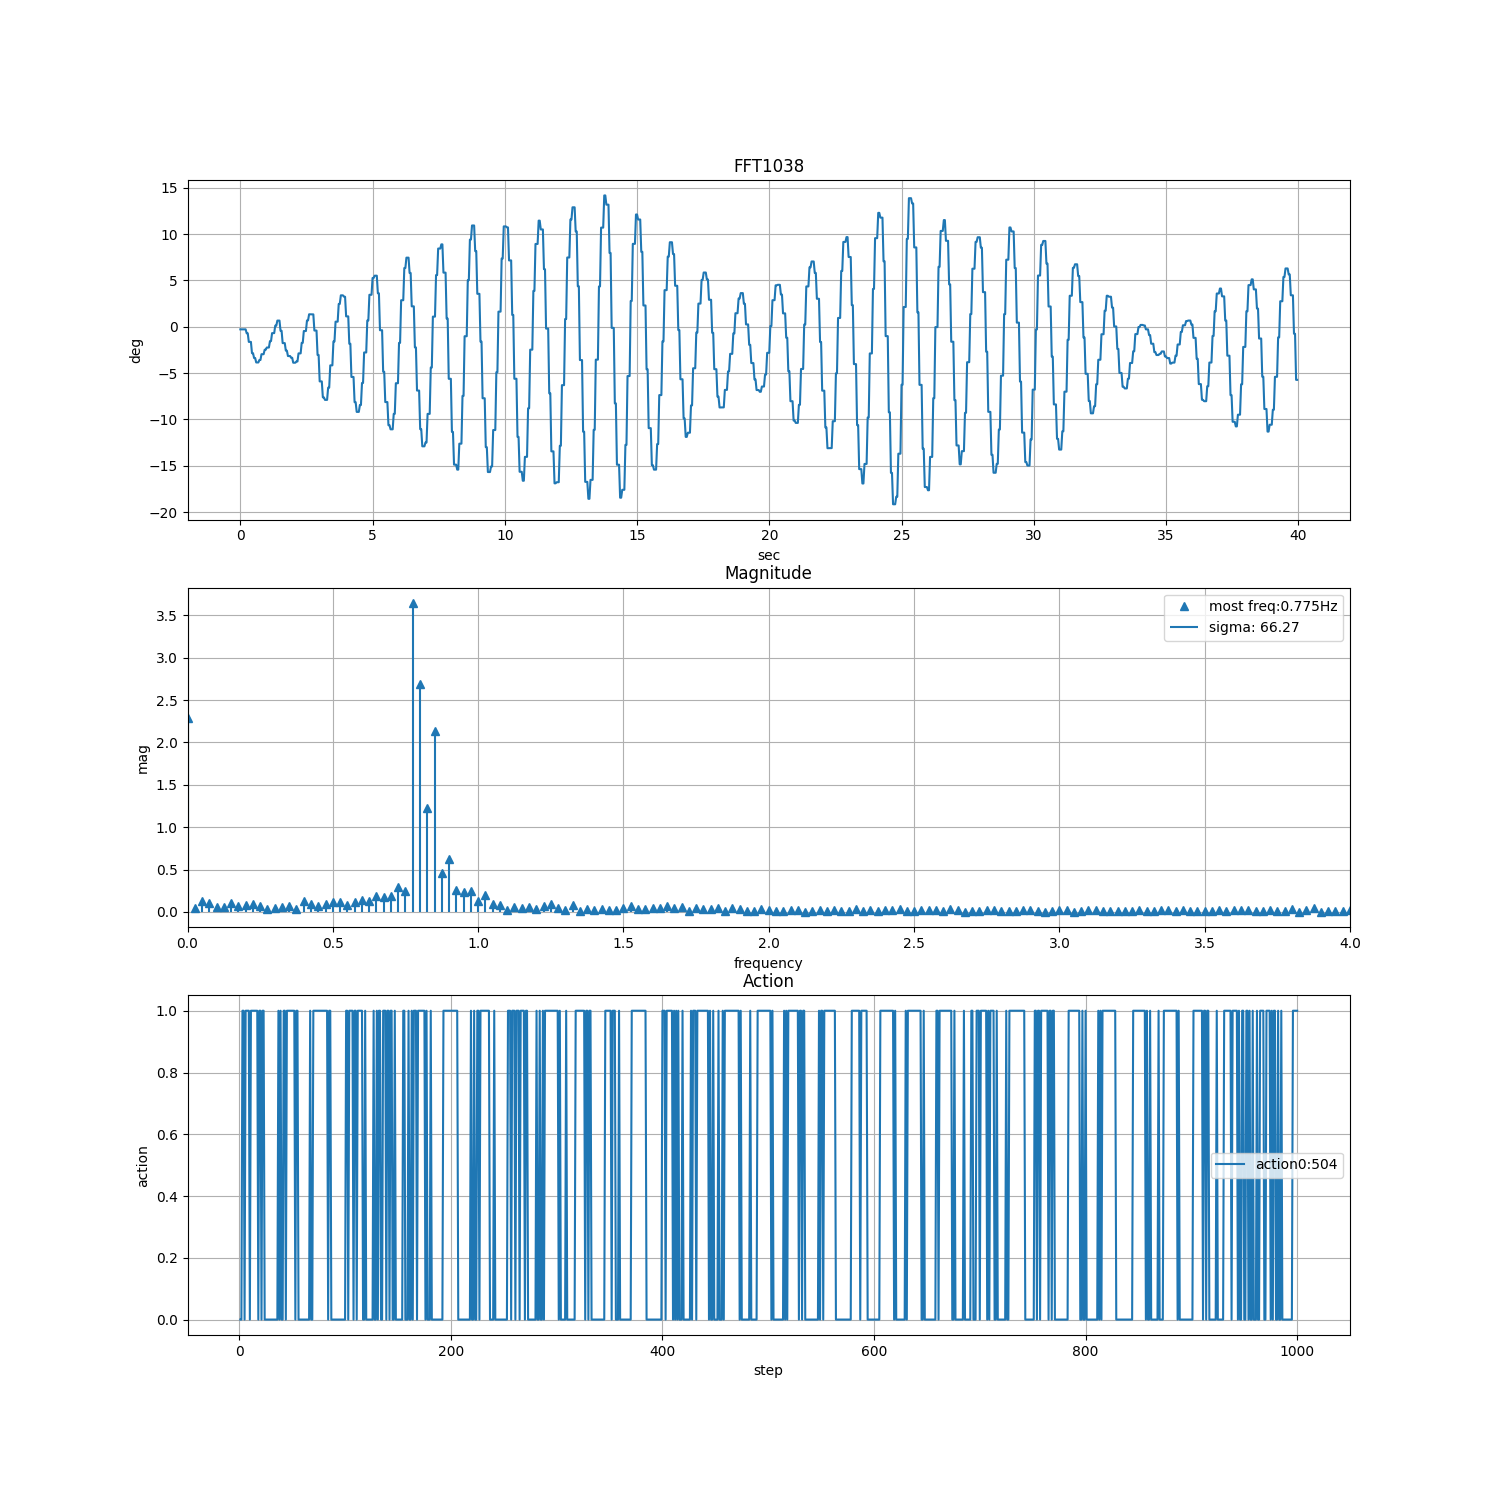 FFT1038
15
10
5
0
−5
−10
−15
−20
deg
0 5 10 15 20 25 30 35 40
sec
Magnitude
3.5
3.0
2.5
2.0
1.5
1.0
0.5
0.0
mag
most freq:0.775Hz
sigma: 66.27
0.0 0.5 1.0 1.5 2.0 2.5 3.0 3.5 4.0
frequency
Action
1.0
0.8
0.6
0.4
0.2
0.0
action
action0:504
0 200 400 600 800 1000
step